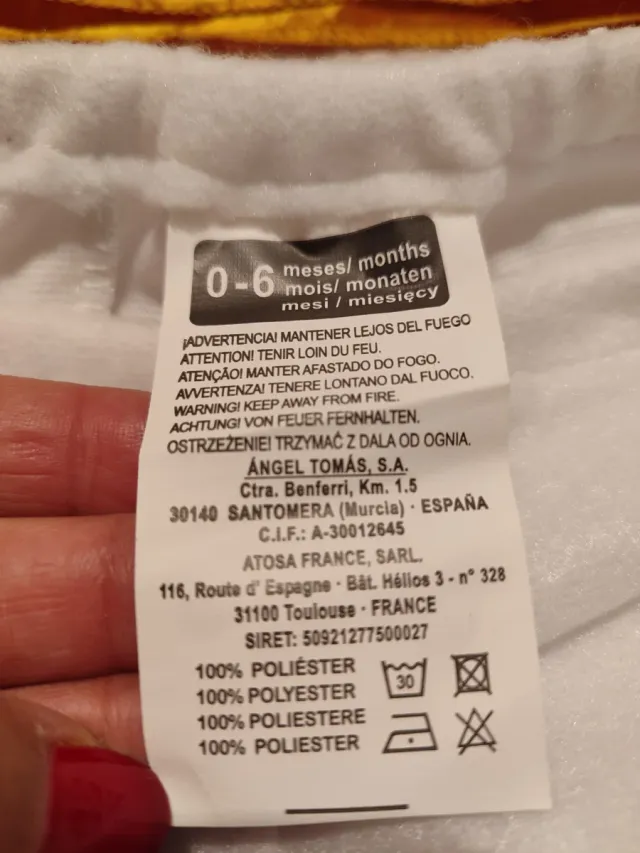 0-6 meses/ months
mois/ monaten
mesi / miesięcy
¡ADVERTENCIA! MANTENER LEJOS DEL FUEGO
ATTENTION! TENIR LOIN DU FEU.
ATENÇÃO! MANTER AFASTADO DO FOGO.
AVVERTENZA! TENERE LONTANO DAL FUOCO.
WARNING! KEEP AWAY FROM FIRE.
ACHTUNG! VON FEUER FERNHALTEN.
OSTRZEŻENIE! TRZYMAĆ Z DALA OD OGNIA.
ÁNGEL TOMÁS, S.A.
Ctra. Benferri, Km. 1.5
30140 SANTOMERA (Murcia) · ESPAÑA
C.I.F.: A-30012645
ATOSA FRANCE, SARL.
116, Route d' Espagne · Bât. Hélios 3 - n° 328
31100 Toulouse · FRANCE
SIRET: 50921277500027
100% POLIÉSTER
100% POLYESTER
100% POLIESTERE
100% POLIESTER
30